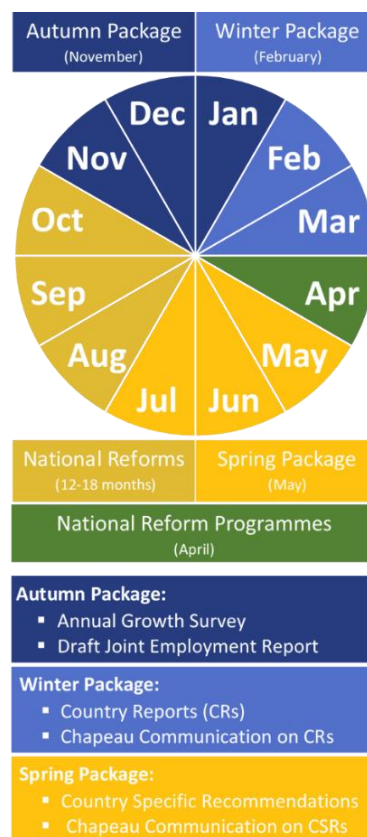 Autumn Package
(November)
Winter Package
(February)
Dec
Jan
Nov
Feb
Oct
Mar
Sep
Apr
Aug
May
Jul
Jun
National Reforms
(12-18 months)
Spring Package
(May)
National Reform Programmes
(April)
Autumn Package:
▪ Annual Growth Survey
▪ Draft Joint Employment Report
Winter Package:
▪ Country Reports (CRs)
▪ Chapeau Communication on CRs
Spring Package:
▪ Country Specific Recommendations
▪ Chapeau Communication on CSRs